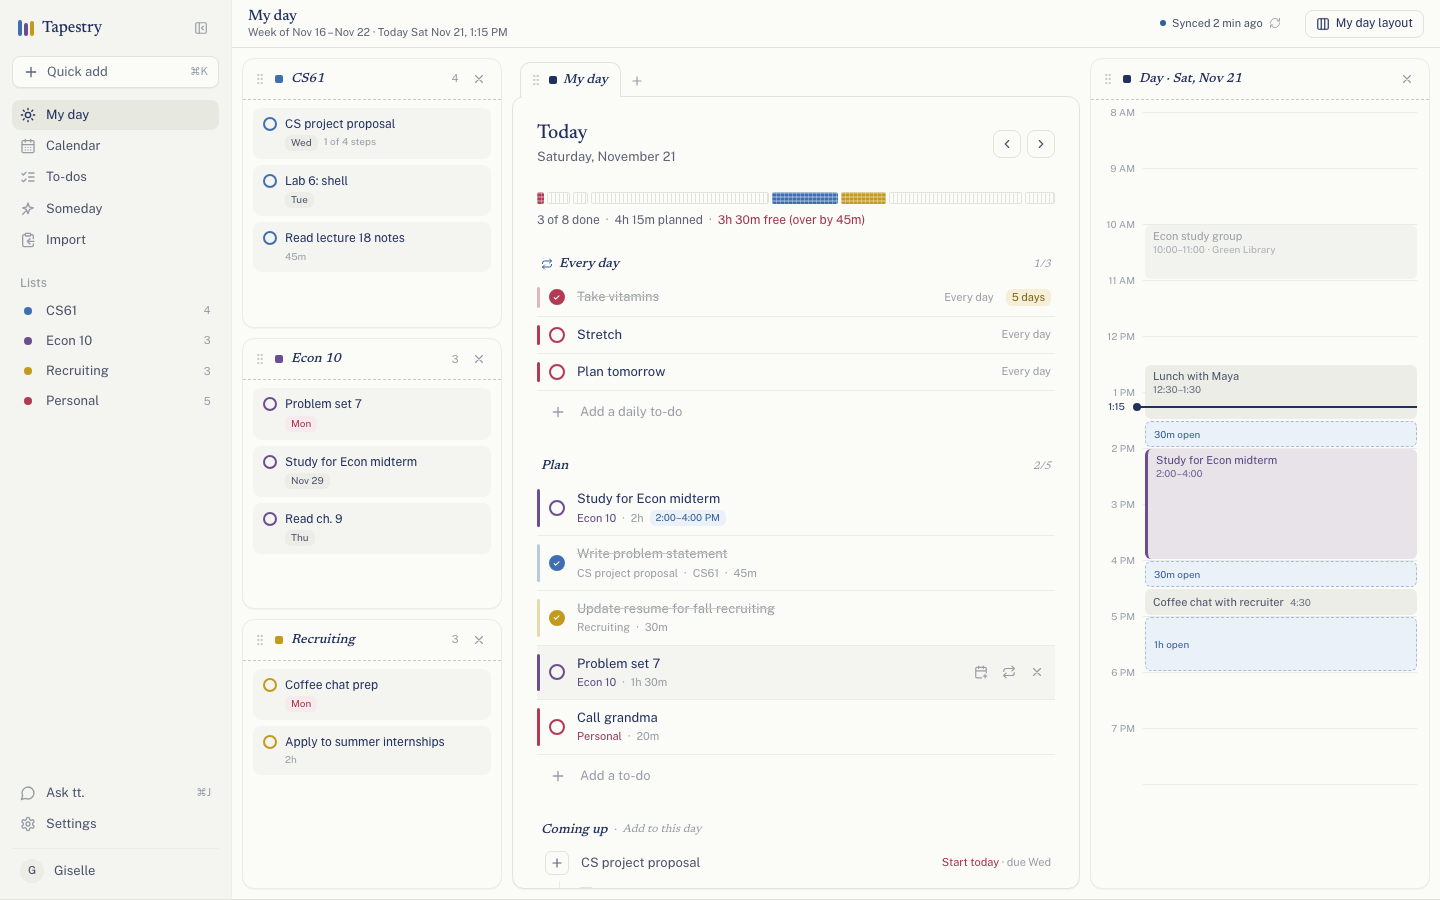 Tapestry
Quick add ⌘K
My day
Calendar
To-dos
Someday
Import
Lists
CS61 4
Econ 10 3
Recruiting 3
Personal 5
Ask tt. ⌘J
Settings
G Giselle
My day
Week of Nov 16 – Nov 22 · Today Sat Nov 21, 1:15 PM
Synced 2 min ago
My day layout
CS61 4
CS project proposal
Wed 1 of 4 steps
Lab 6: shell
Tue
Read lecture 18 notes
45m
Econ 10 3
Problem set 7
Mon
Study for Econ midterm
Nov 29
Read ch. 9
Thu
Recruiting 3
Coffee chat prep
Mon
Apply to summer internships
2h
My day
Today
Saturday, November 21
3 of 8 done · 4h 15m planned · 3h 30m free (over by 45m)
Every day 1/3
Take vitamins Every day 5 days
Stretch Every day
Plan tomorrow Every day
Add a daily to-do
Plan 2/5
Study for Econ midterm
Econ 10 · 2h 2:00–4:00 PM
Write problem statement
CS project proposal · CS61 · 45m
Update resume for fall recruiting
Recruiting · 30m
Problem set 7
Econ 10 · 1h 30m
Call grandma
Personal · 20m
Add a to-do
Coming up · Add to this day
CS project proposal Start today · due Wed
Day · Sat, Nov 21
8 AM
9 AM
10 AM
Econ study group
10:00–11:00 · Green Library
11 AM
12 PM
Lunch with Maya
12:30–1:30
1 PM
1:15
30m open
2 PM
Study for Econ midterm
2:00–4:00
3 PM
4 PM
30m open
Coffee chat with recruiter 4:30
5 PM
1h open
6 PM
7 PM